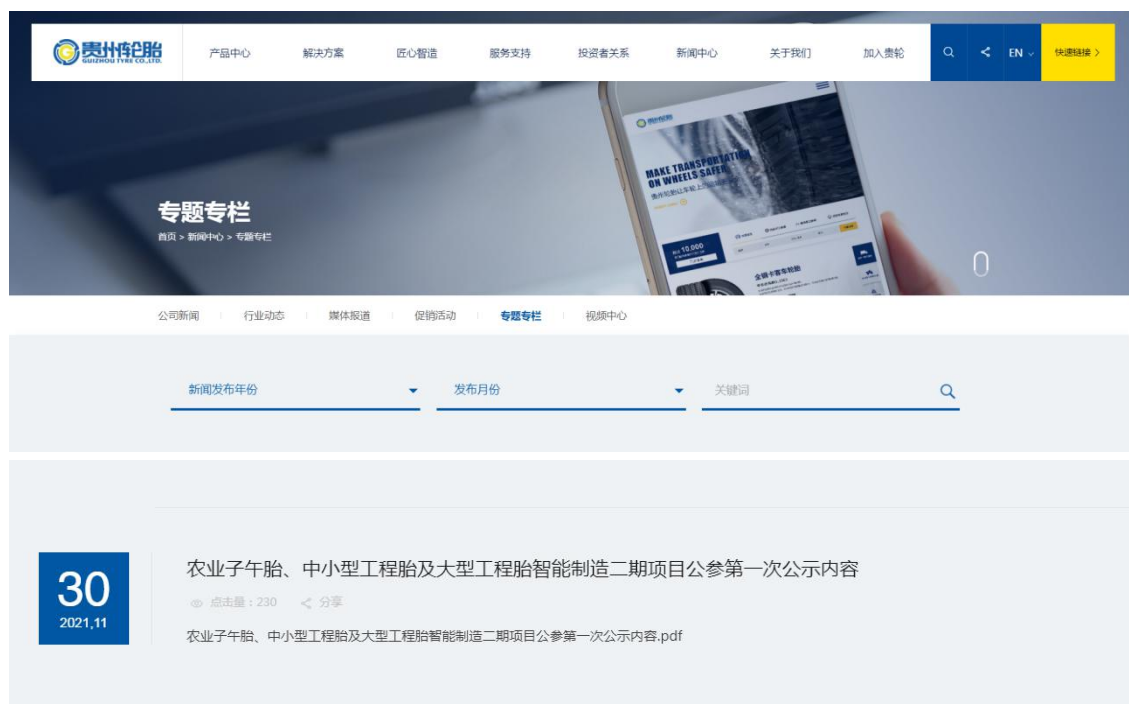 贵州轮胎
GUIZHOU TYRE CO.,LTD.
产品中心
解决方案
匠心智造
服务支持
投资者关系
新闻中心
关于我们
加入贵轮
EN
快速链接 >
MAKE TRANSPORTATION
ON WHEELS SAFER
10,000
全钢卡客车轮胎
专题专栏
首页 > 新闻中心 > 专题专栏
公司新闻
行业动态
媒体报道
促销活动
专题专栏
视频中心
新闻发布年份
发布月份
关键词
30
2021,11
农业子午胎、中小型工程胎及大型工程胎智能制造二期项目公参第一次公示内容
点击量：230
分享
农业子午胎、中小型工程胎及大型工程胎智能制造二期项目公参第一次公示内容.pdf